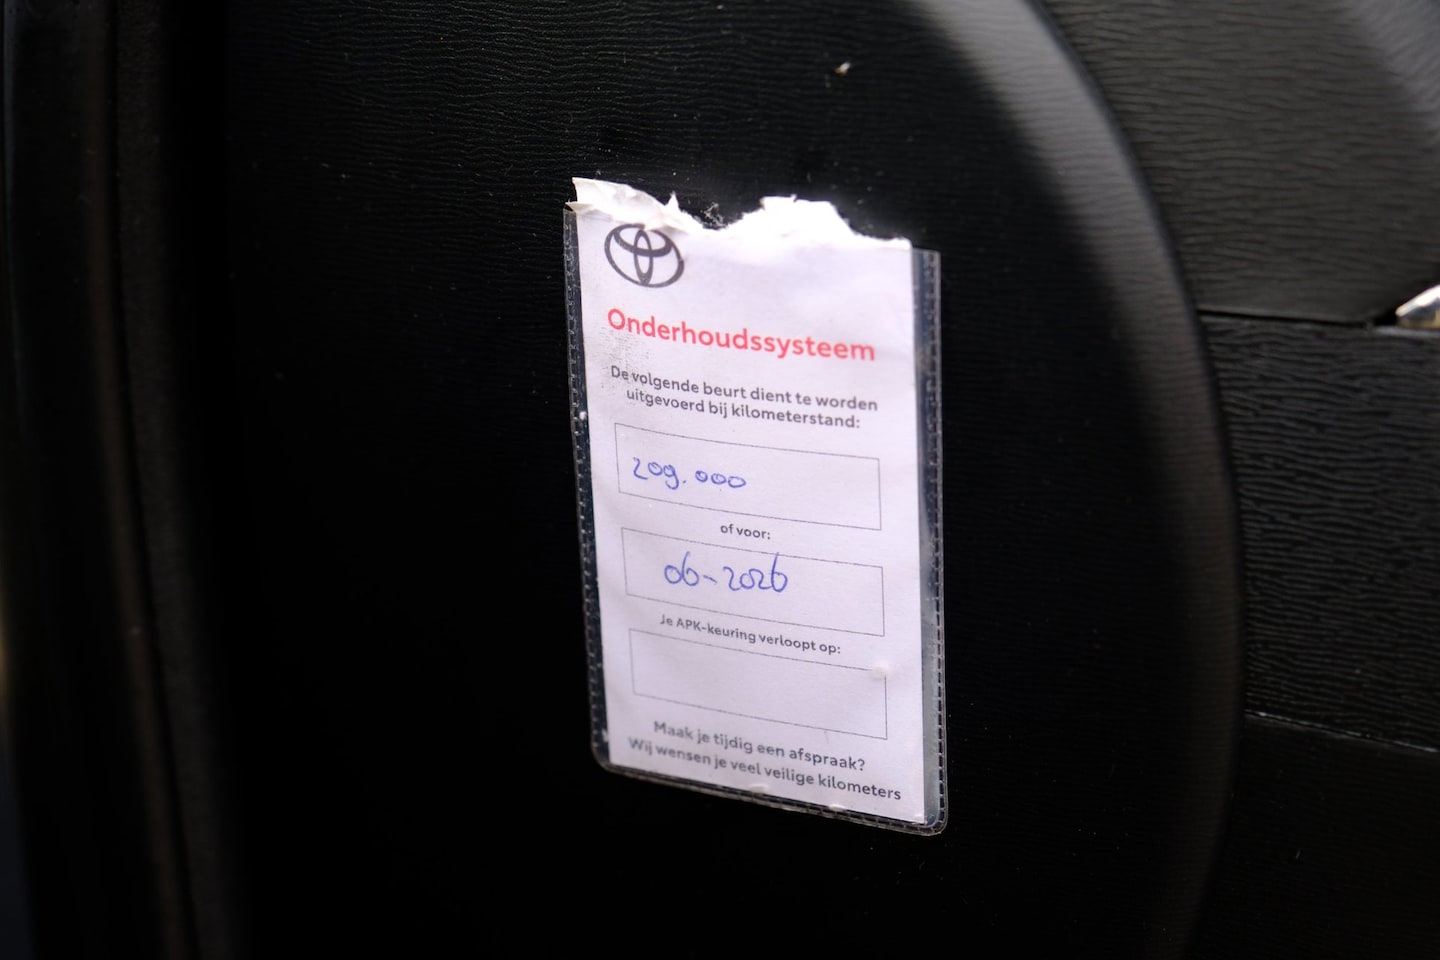 Onderhoudssysteem
De volgende beurt dient te worden
uitgevoerd bij kilometerstand:
209.000
of voor:
06-2026
Je APK-keuring verloopt op:
Maak je tijdig een afspraak?
Wij wensen je veel veilige kilometers